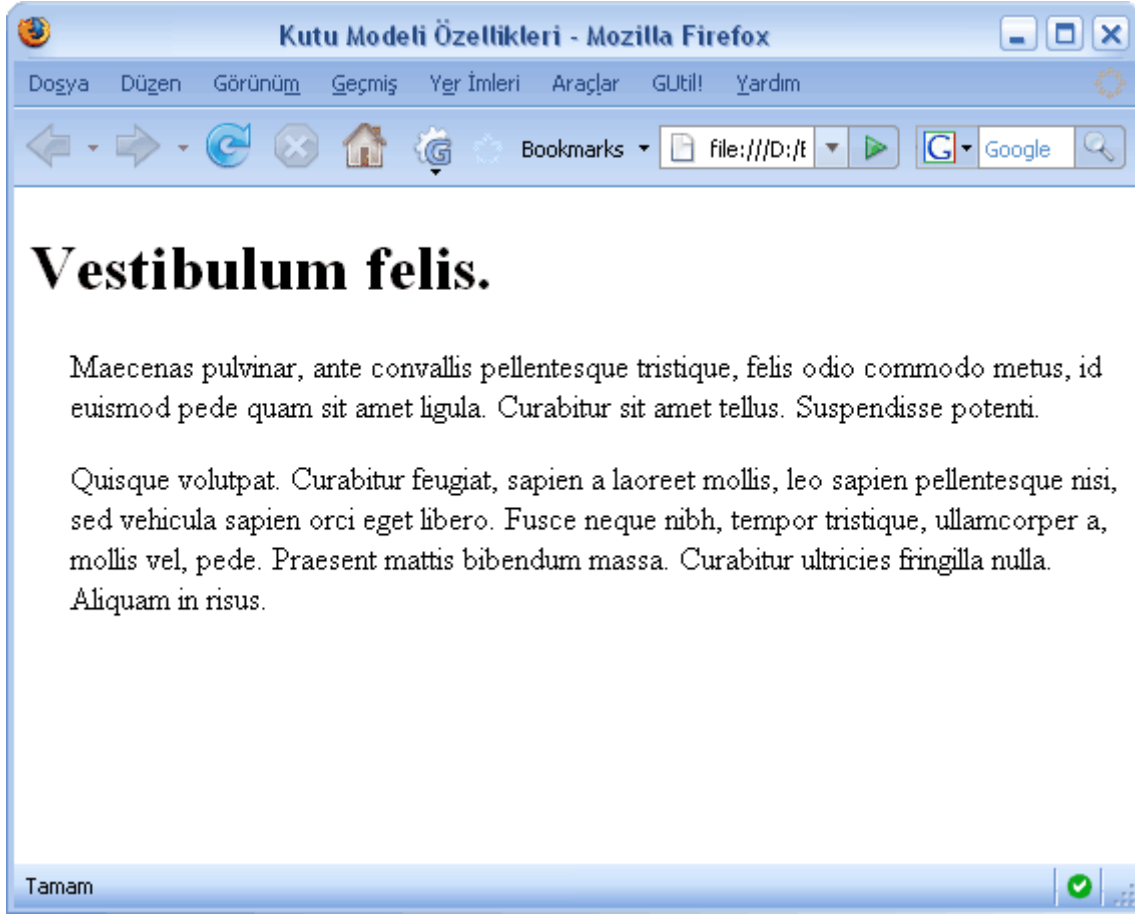 Kutu Modeli Özellikleri - Mozilla Firefox
Dosya Düzen Görünüm Geçmiş Yer İmleri Araçlar GUtil! Yardım
G Bookmarks file:///D:/E G Google
Vestibulum felis.
Maecenas pulvinar, ante convallis pellentesque tristique, felis odio commodo metus, id
euismod pede quam sit amet ligula. Curabitur sit amet tellus. Suspendisse potenti.
Quisque volutpat. Curabitur feugiat, sapien a laoreet mollis, leo sapien pellentesque nisi,
sed vehicula sapien orci eget libero. Fusce neque nibh, tempor tristique, ullamcorper a,
mollis vel, pede. Praesent mattis bibendum massa. Curabitur ultricies fringilla nulla.
Aliquam in risus.
Tamam